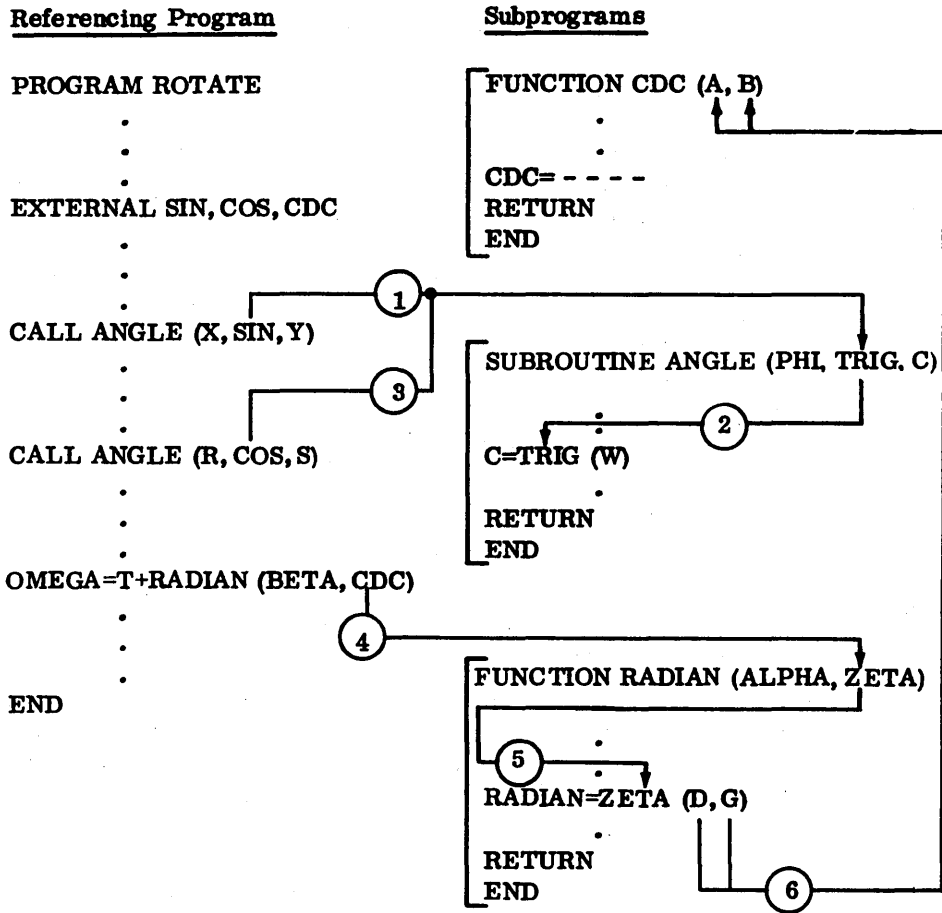 Referencing Program
PROGRAM ROTATE
EXTERNAL SIN, COS, CDC
1
CALL ANGLE (X, SIN, Y)
3
CALL ANGLE (R, COS, S)
OMEGA=T+RADIAN (BETA, CDC)
4
END
Subprograms
FUNCTION CDC (A, B)
CDC= - - - -
RETURN
END
SUBROUTINE ANGLE (PHI, TRIG. C)
2
C=TRIG (W)
RETURN
END
FUNCTION RADIAN (ALPHA, ZETA)
5
RADIAN=ZETA (D, G)
RETURN
END
6